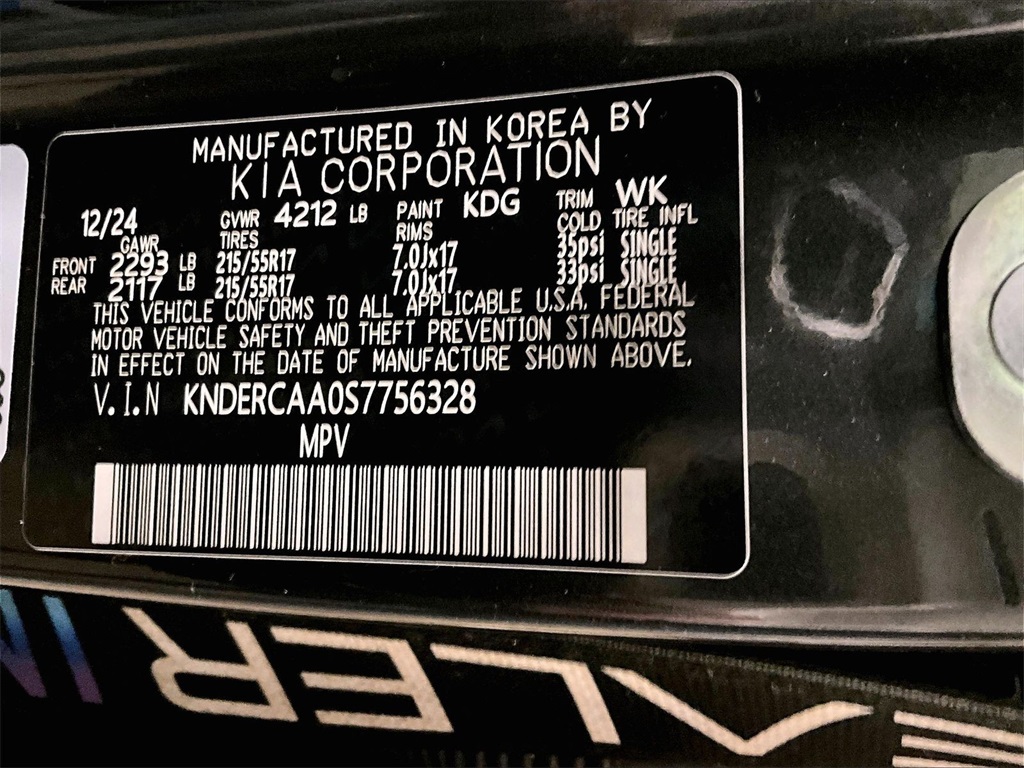 MANUFACTURED IN KOREA BY
KIA CORPORATION
12/24 GVWR 4212 LB PAINT KDG TRIM WK
GAWR TIRES RIMS COLD TIRE INFL
FRONT 2293 LB 215/55R17 7.0Jx17 35psi SINGLE
REAR 2117 LB 215/55R17 7.0Jx17 33psi SINGLE
THIS VEHICLE CONFORMS TO ALL APPLICABLE U.S.A. FEDERAL
MOTOR VEHICLE SAFETY AND THEFT PREVENTION STANDARDS
IN EFFECT ON THE DATE OF MANUFACTURE SHOWN ABOVE.
V.I.N KNDERCAA0S7756328
MPV